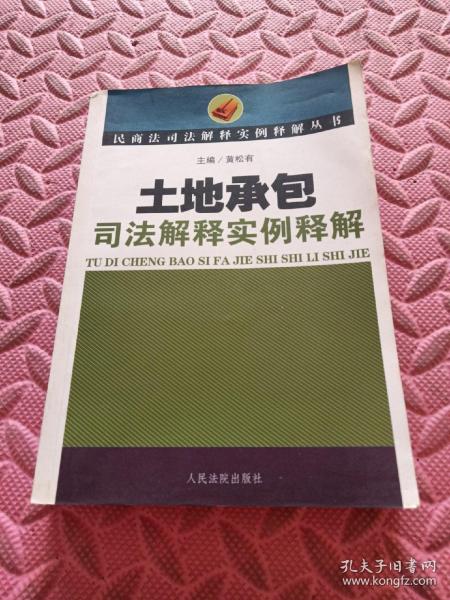 民商法司法解释实例释解丛书
主编/黄松有
土地承包
司法解释实例释解
TU DI CHENG BAO SI FA JIE SHI SHI LI SHI JIE
人民法院出版社
孔夫子旧书网
www.kongfz.com